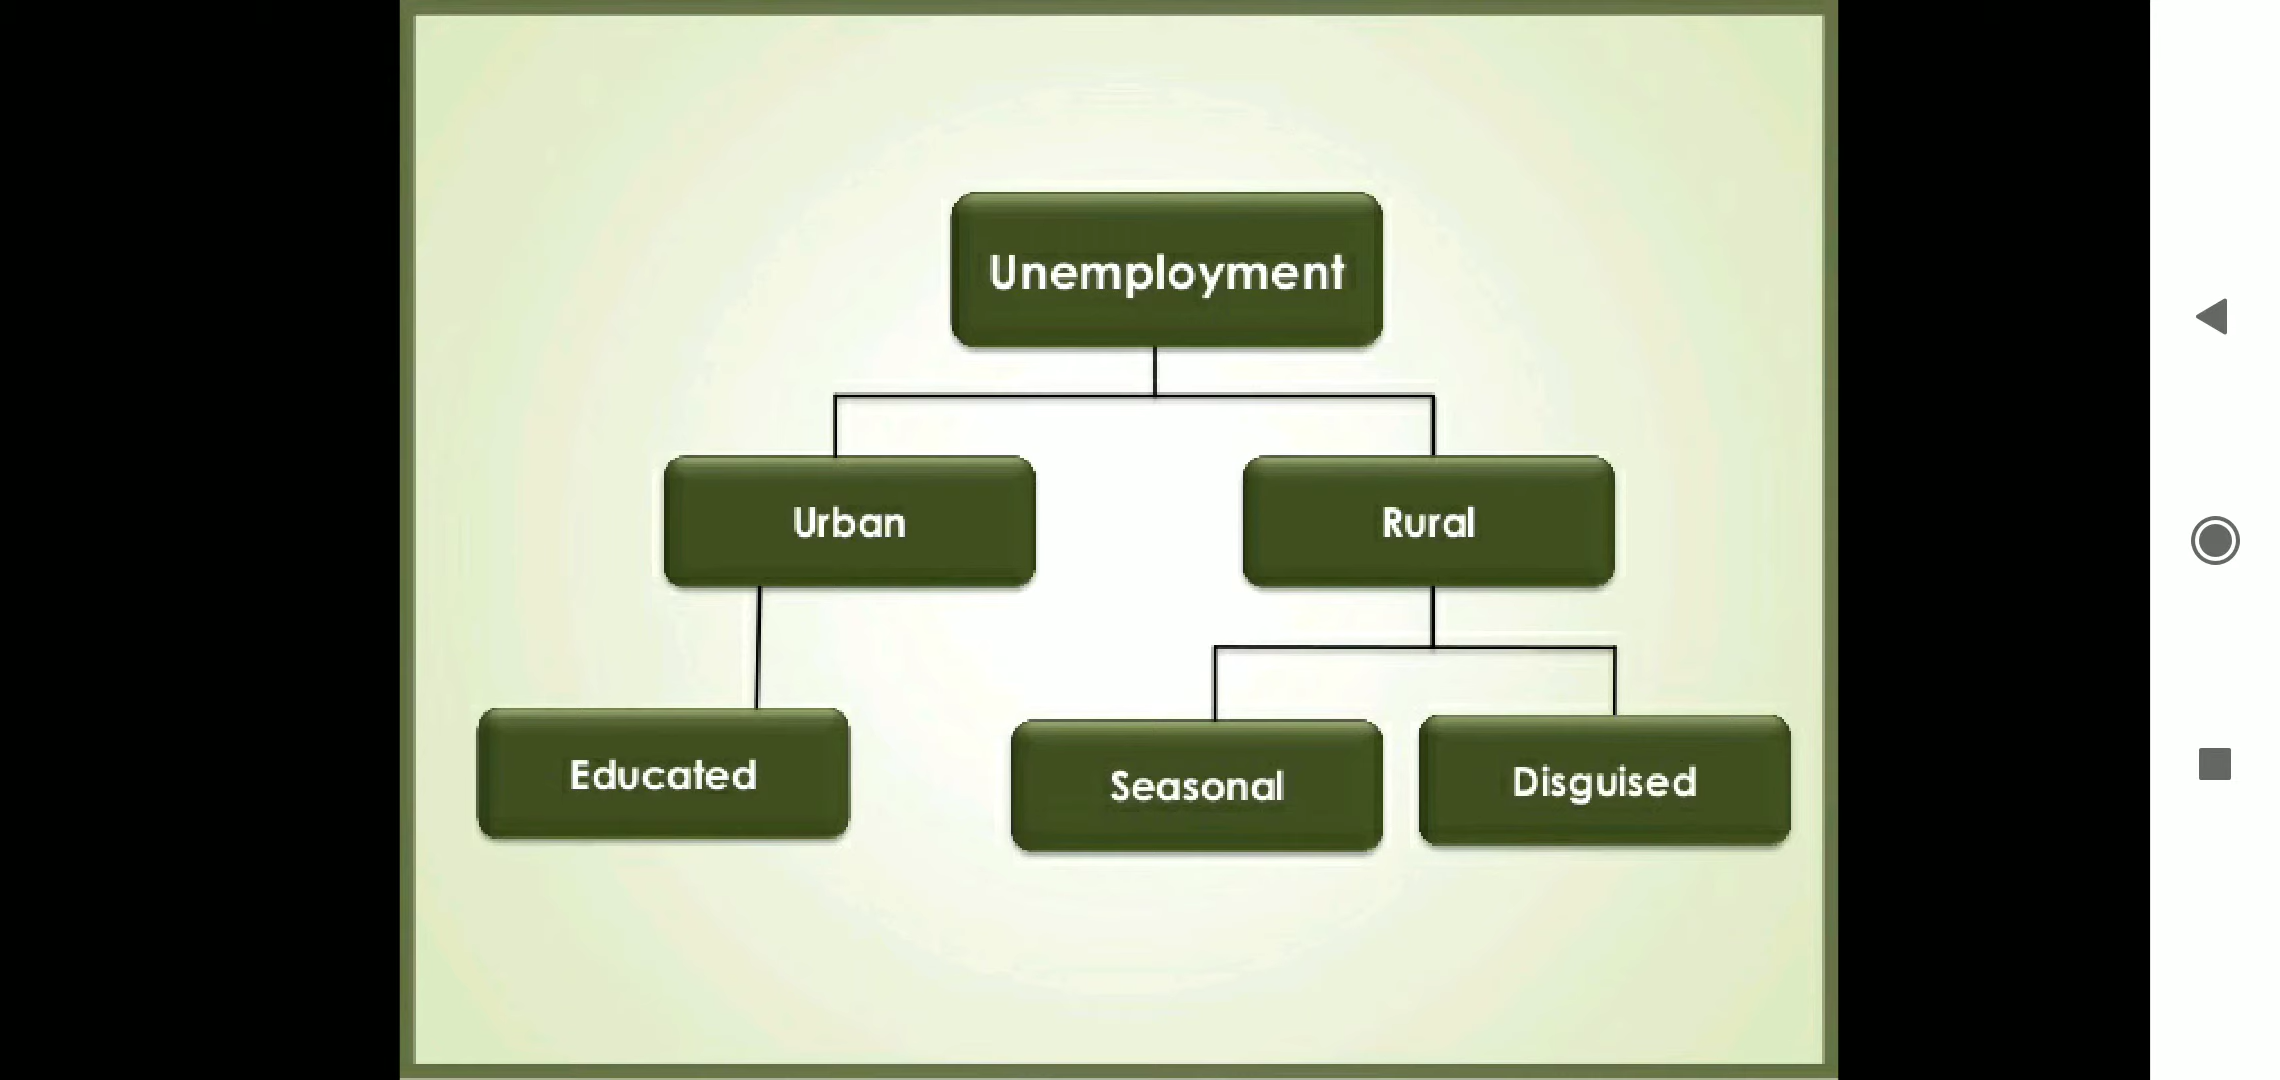 Unemployment
Urban
Rural
Educated
Seasonal
Disguised